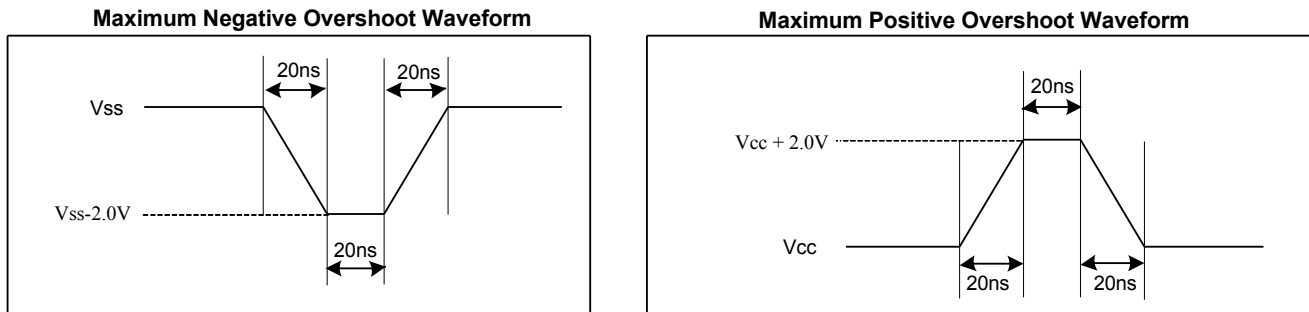 Maximum Negative Overshoot Waveform
20ns
20ns
Vss
Vss-2.0V
20ns
Maximum Positive Overshoot Waveform
20ns
Vcc + 2.0V
Vcc
20ns
20ns